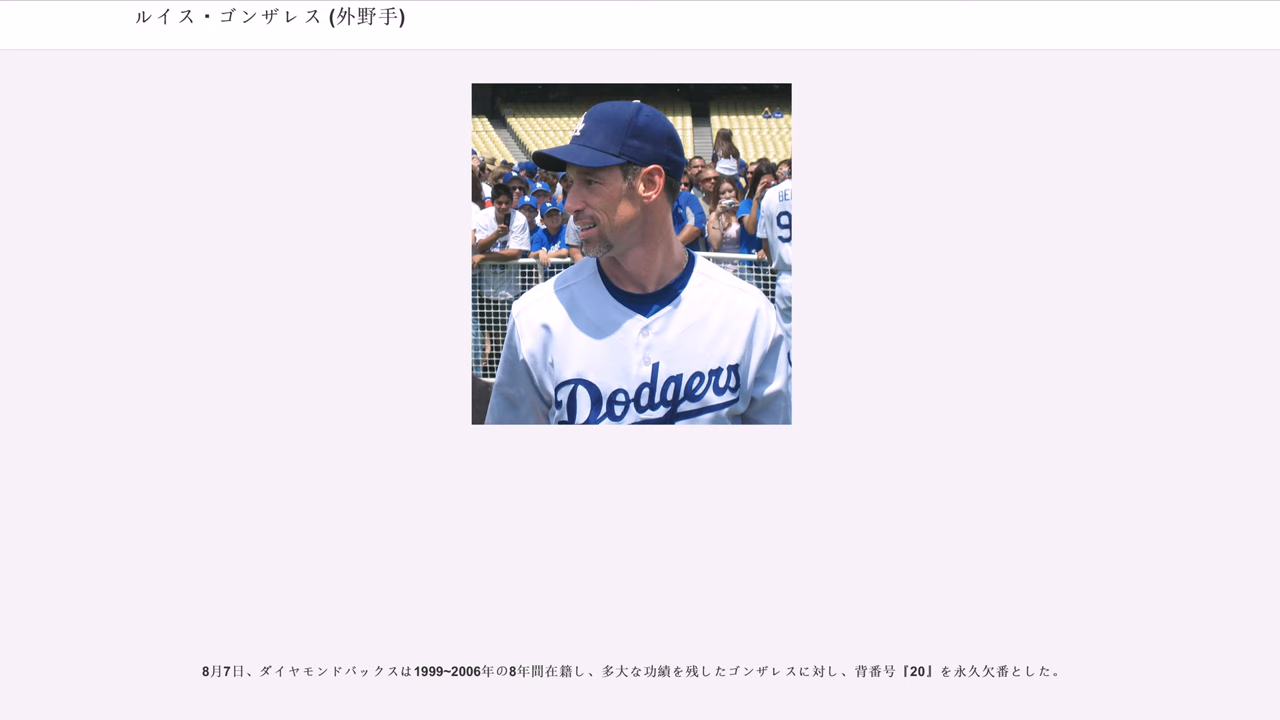 ルイス・ゴンザレス (外野手)
BE
9
Dodgers
8月7日、ダイヤモンドバックスは1999~2006年の8年間在籍し、多大な功績を残したゴンザレスに対し、背番号『20』を永久欠番とした。